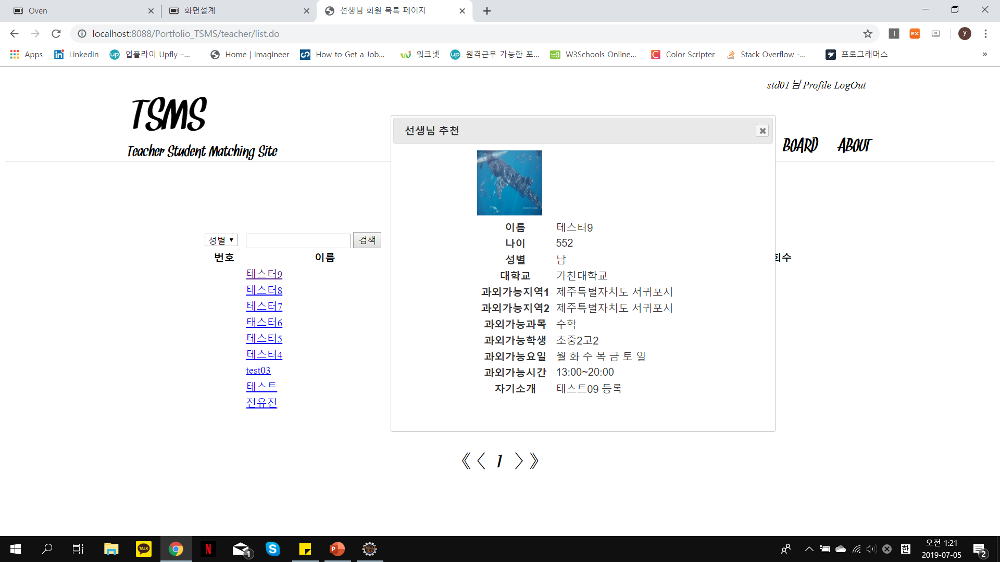 Oven
화면설계
선생님 회원 목록 페이지
localhost:8088/Portfolio_TSMS/teacher/list.do
EX
y
Apps
LinkedIn
업플라이 Upfly –...
Home | imagineer
How to Get a Job...
워크넷
원격근무 가능한 포...
W3Schools Online...
Color Scripter
Stack Overflow -...
프로그래머스
»
std01 님 Profile LogOut
TSMS
Teacher Student Matching Site
BOARD ABOUT
선생님 추천
이름 테스터9
나이 552
성별 남
대학교 가천대학교
과외가능지역1 제주특별자치도 서귀포시
과외가능지역2 제주특별자치도 서귀포시
과외가능과목 수학
과외가능학생 초중2고2
과외가능요일 월 화 수 목 금 토 일
과외가능시간 13:00~20:00
자기소개 테스트09 등록
성별 검색
번호 이름 회수
테스터9
테스터8
테스터7
태스터6
테스터5
테스터4
test03
테스트
전유진
《〈 1 〉》
TALK
N
1
S
P
한
오전 1:21
2019-07-05
2